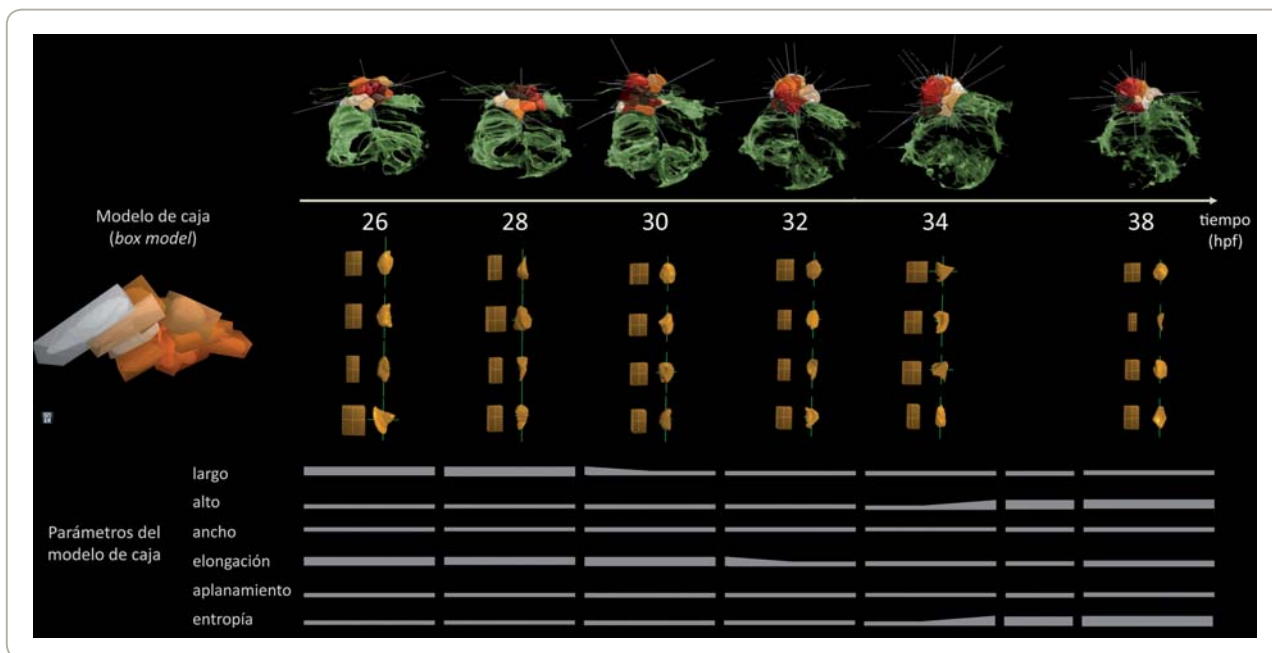 Modelo de caja
(box model)
26
28
30
32
34
38
tiempo
(hpf)
Parámetros del
modelo de caja
largo
alto
ancho
elongación
aplanamiento
entropía